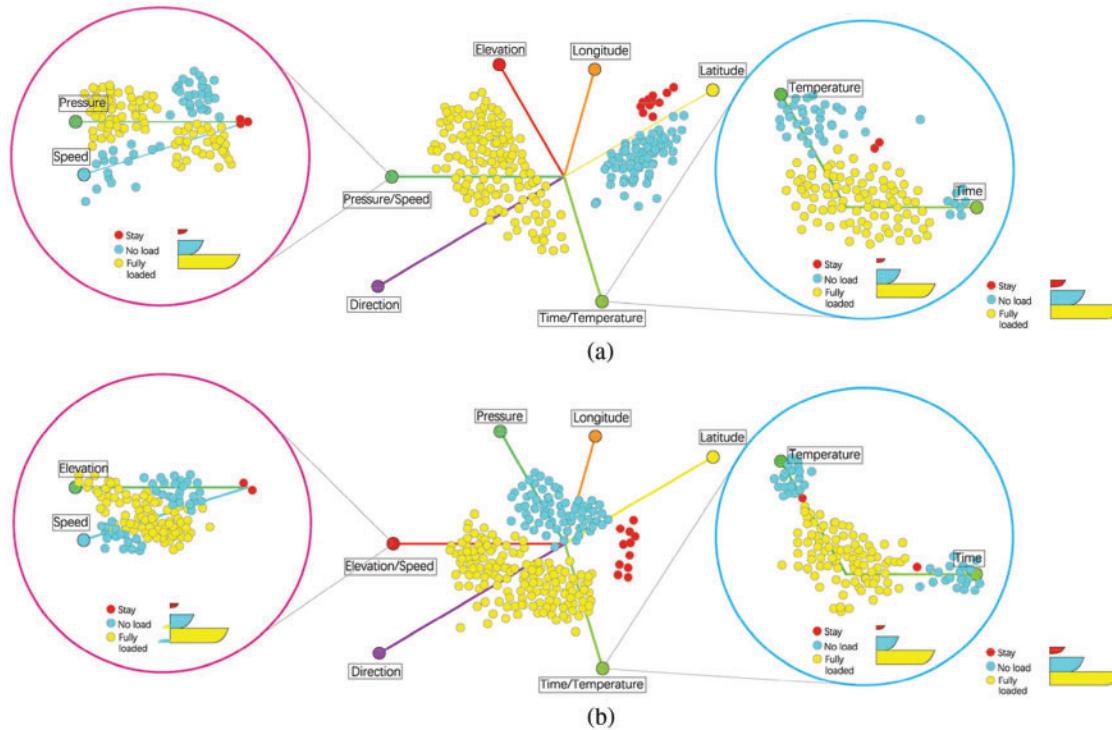 Elevation
Longitude
Latitude
Pressure
Speed
Pressure/Speed
Direction
Time/Temperature
Stay
No load
Fully
loaded
Temperature
Time
Stay
No load
Fully
loaded
Stay
No load
Fully
loaded
(a)
Pressure
Longitude
Latitude
Elevation
Speed
Elevation/Speed
Direction
Time/Temperature
Stay
No load
Fully
loaded
Temperature
Time
Stay
No load
Fully
loaded
Stay
No load
Fully
loaded
(b)